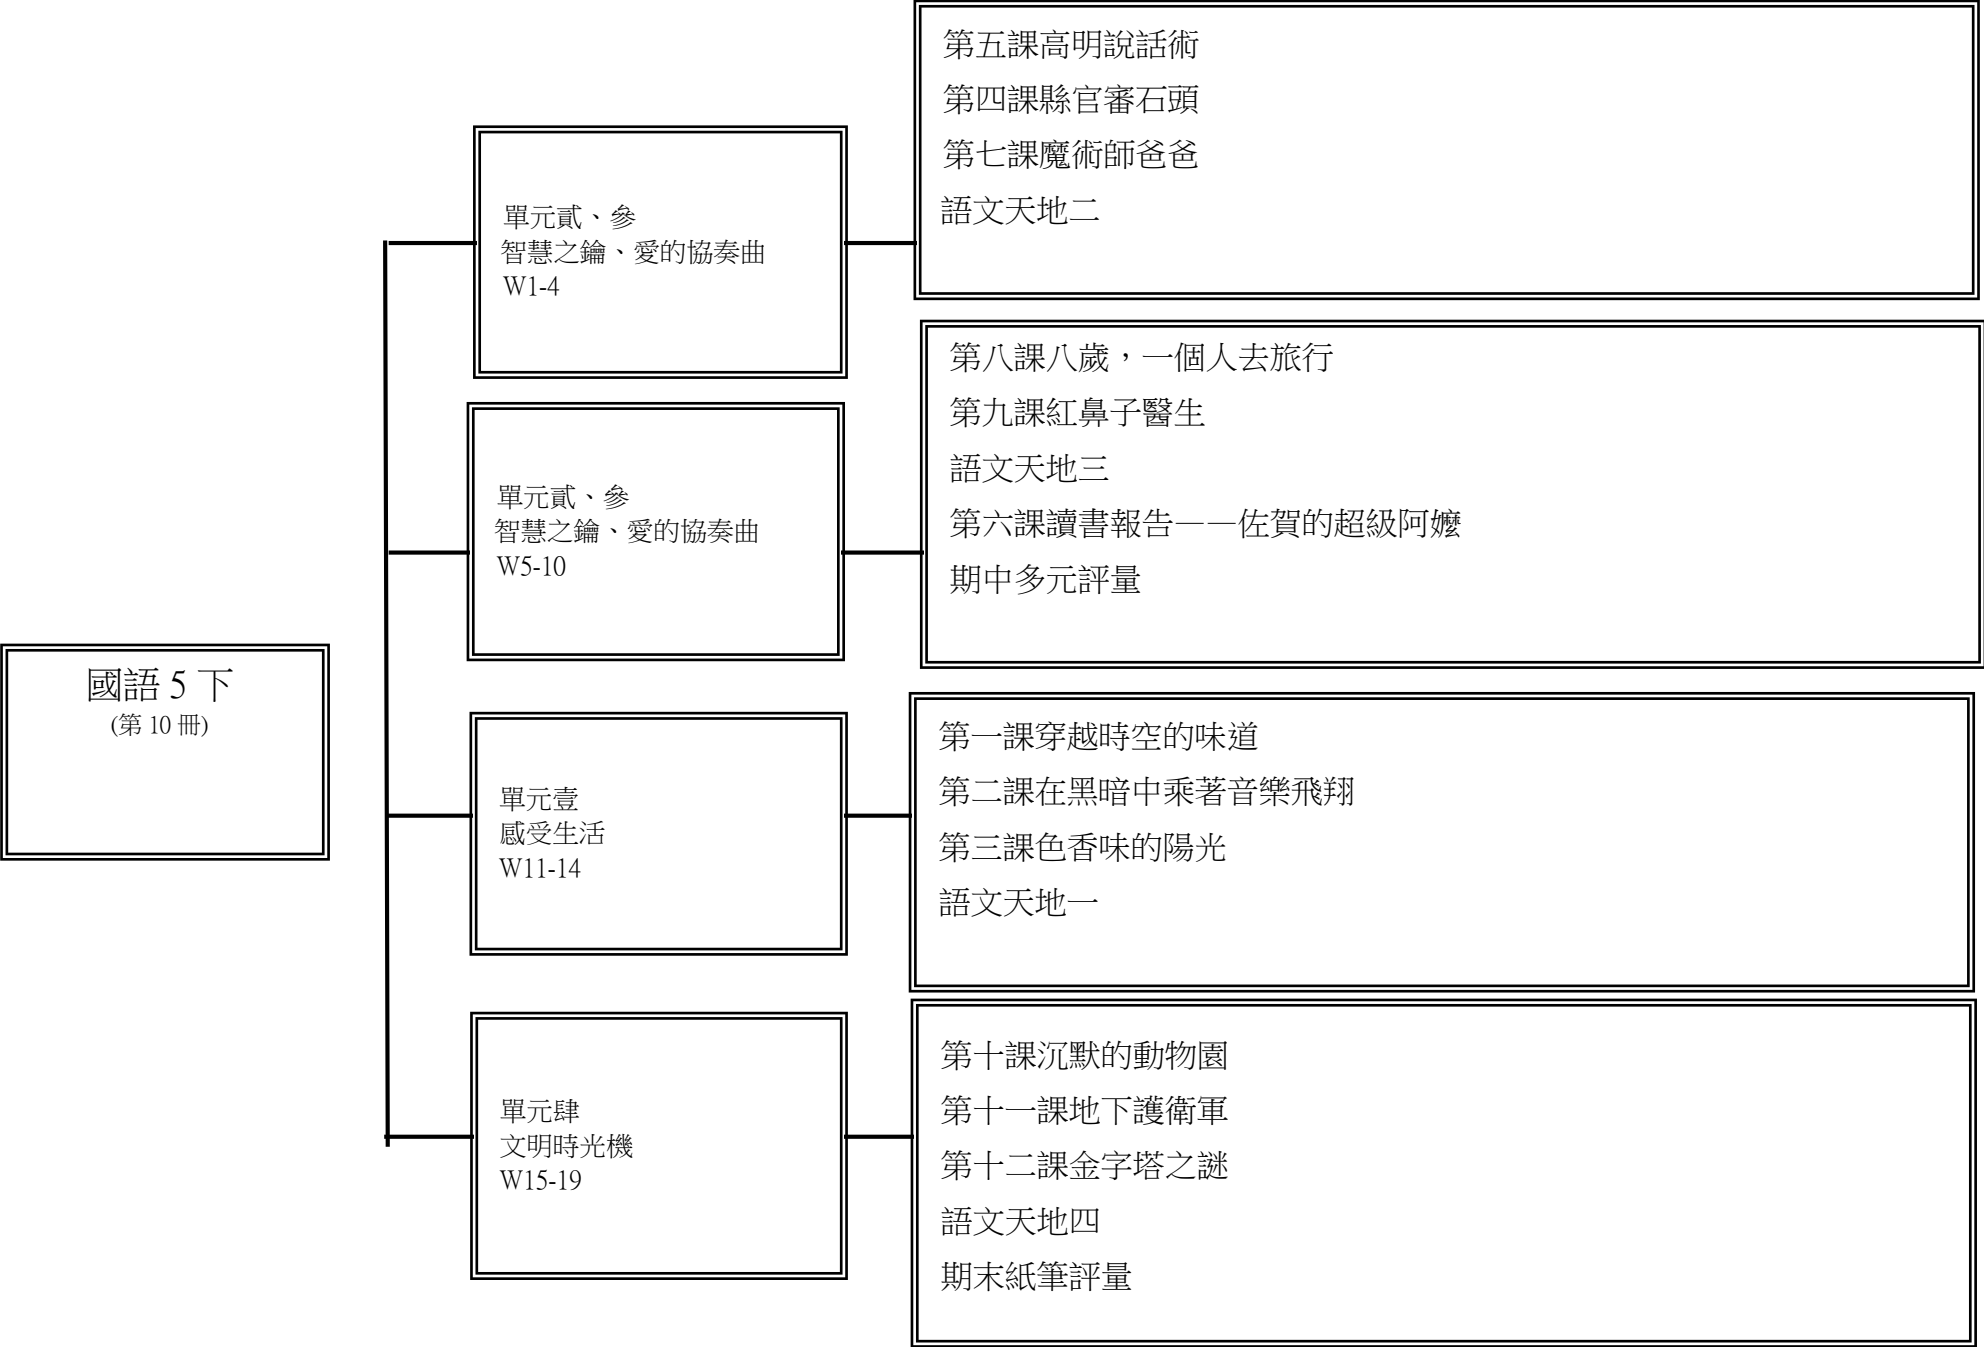 國語 5 下
(第 10 冊)
單元貳、參
智慧之鑰、愛的協奏曲
W1-4
第五課高明說話術
第四課縣官審石頭
第七課魔術師爸爸
語文天地二
單元貳、參
智慧之鑰、愛的協奏曲
W5-10
第八課八歲，一個人去旅行
第九課紅鼻子醫生
語文天地三
第六課讀書報告——佐賀的超級阿嬤
期中多元評量
單元壹
感受生活
W11-14
第一課穿越時空的味道
第二課在黑暗中乘著音樂飛翔
第三課色香味的陽光
語文天地一
單元肆
文明時光機
W15-19
第十課沉默的動物園
第十一課地下護衛軍
第十二課金字塔之謎
語文天地四
期末紙筆評量